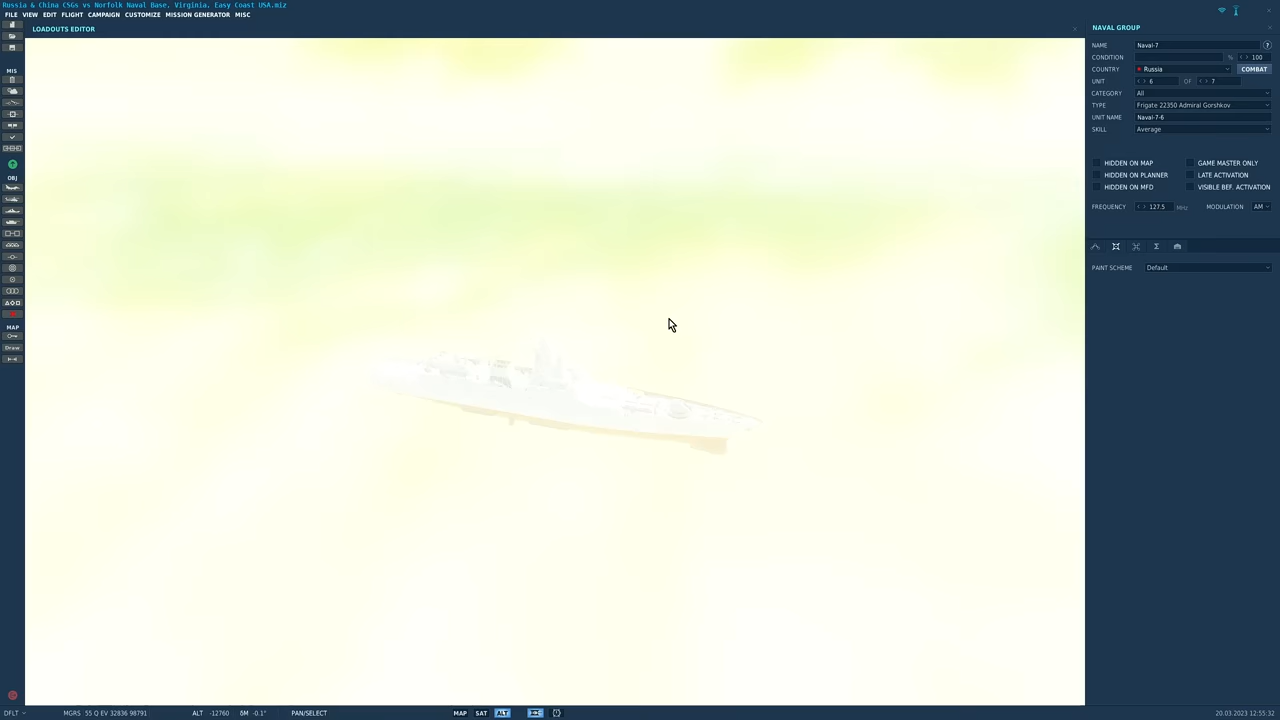 Russia & China CSGs vs Norfolk Naval Base, Virginia, Easy Coast USA.miz
FILE VIEW EDIT FLIGHT CAMPAIGN CUSTOMIZE MISSION GENERATOR MISC
LOADOUTS EDITOR
MIS
OBJ
MAP
Draw
NAVAL GROUP
NAME Naval-7 ?
CONDITION % < > 100
COUNTRY Russia COMBAT
UNIT < > 6 OF < > 7
CATEGORY All
TYPE Frigate 22350 Admiral Gorshkov
UNIT NAME Naval-7-6
SKILL Average
HIDDEN ON MAP GAME MASTER ONLY
HIDDEN ON PLANNER LATE ACTIVATION
HIDDEN ON MFD VISIBLE BEF. ACTIVATION
FREQUENCY < > 127.5 MHz MODULATION AM
PAINT SCHEME Default
DFLT MGRS 55 Q EV 32836 98791 ALT -12760 δM -0.1° PAN/SELECT MAP SAT ALT 20.03.2023 12:55:32